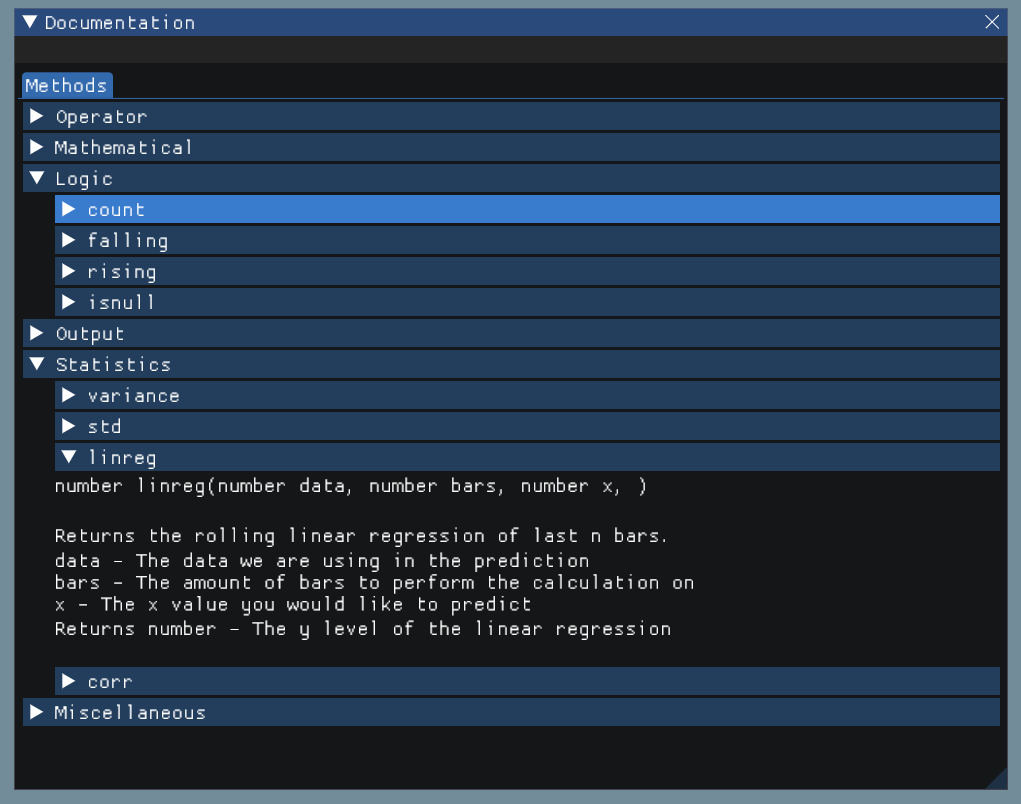 Documentation
Methods
Operator
Mathematical
Logic
count
falling
rising
isnull
Output
Statistics
variance
std
linreg
number linreg(number data, number bars, number x, )
Returns the rolling linear regression of last n bars.
data - The data we are using in the prediction
bars - The amount of bars to perform the calculation on
x - The x value you would like to predict
Returns number - The y level of the linear regression
corr
Miscellaneous